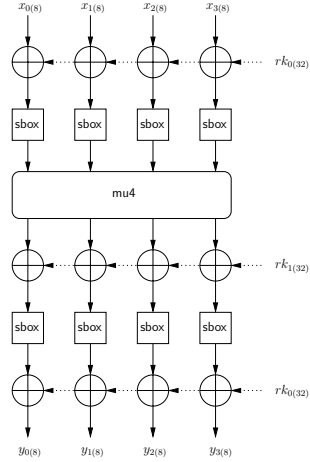 x0(8) x1(8) x2(8) x3(8)
rk0(32)
sbox sbox sbox sbox
mu4
rk1(32)
sbox sbox sbox sbox
rk0(32)
y0(8) y1(8) y2(8) y3(8)